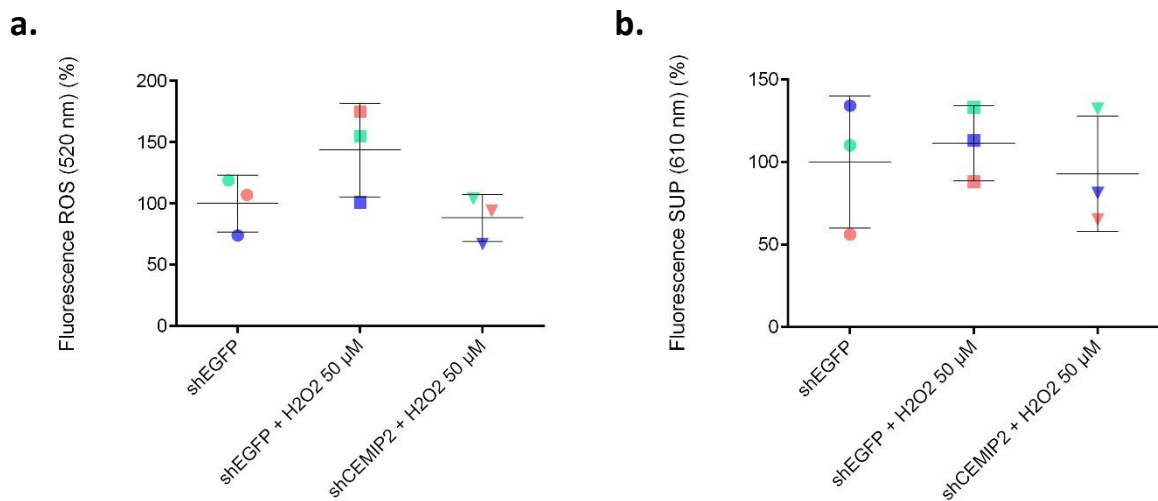 a.
Fluorescence ROS (520 nm) (%)
200
150
100
50
0
shEGFP
shEGFP + H2O2 50 µM
shCEMIP2 + H2O2 50 µM
b.
Fluorescence SUP (610 nm) (%)
150
100
50
0
shEGFP
shEGFP + H2O2 50 µM
shCEMIP2 + H2O2 50 µM